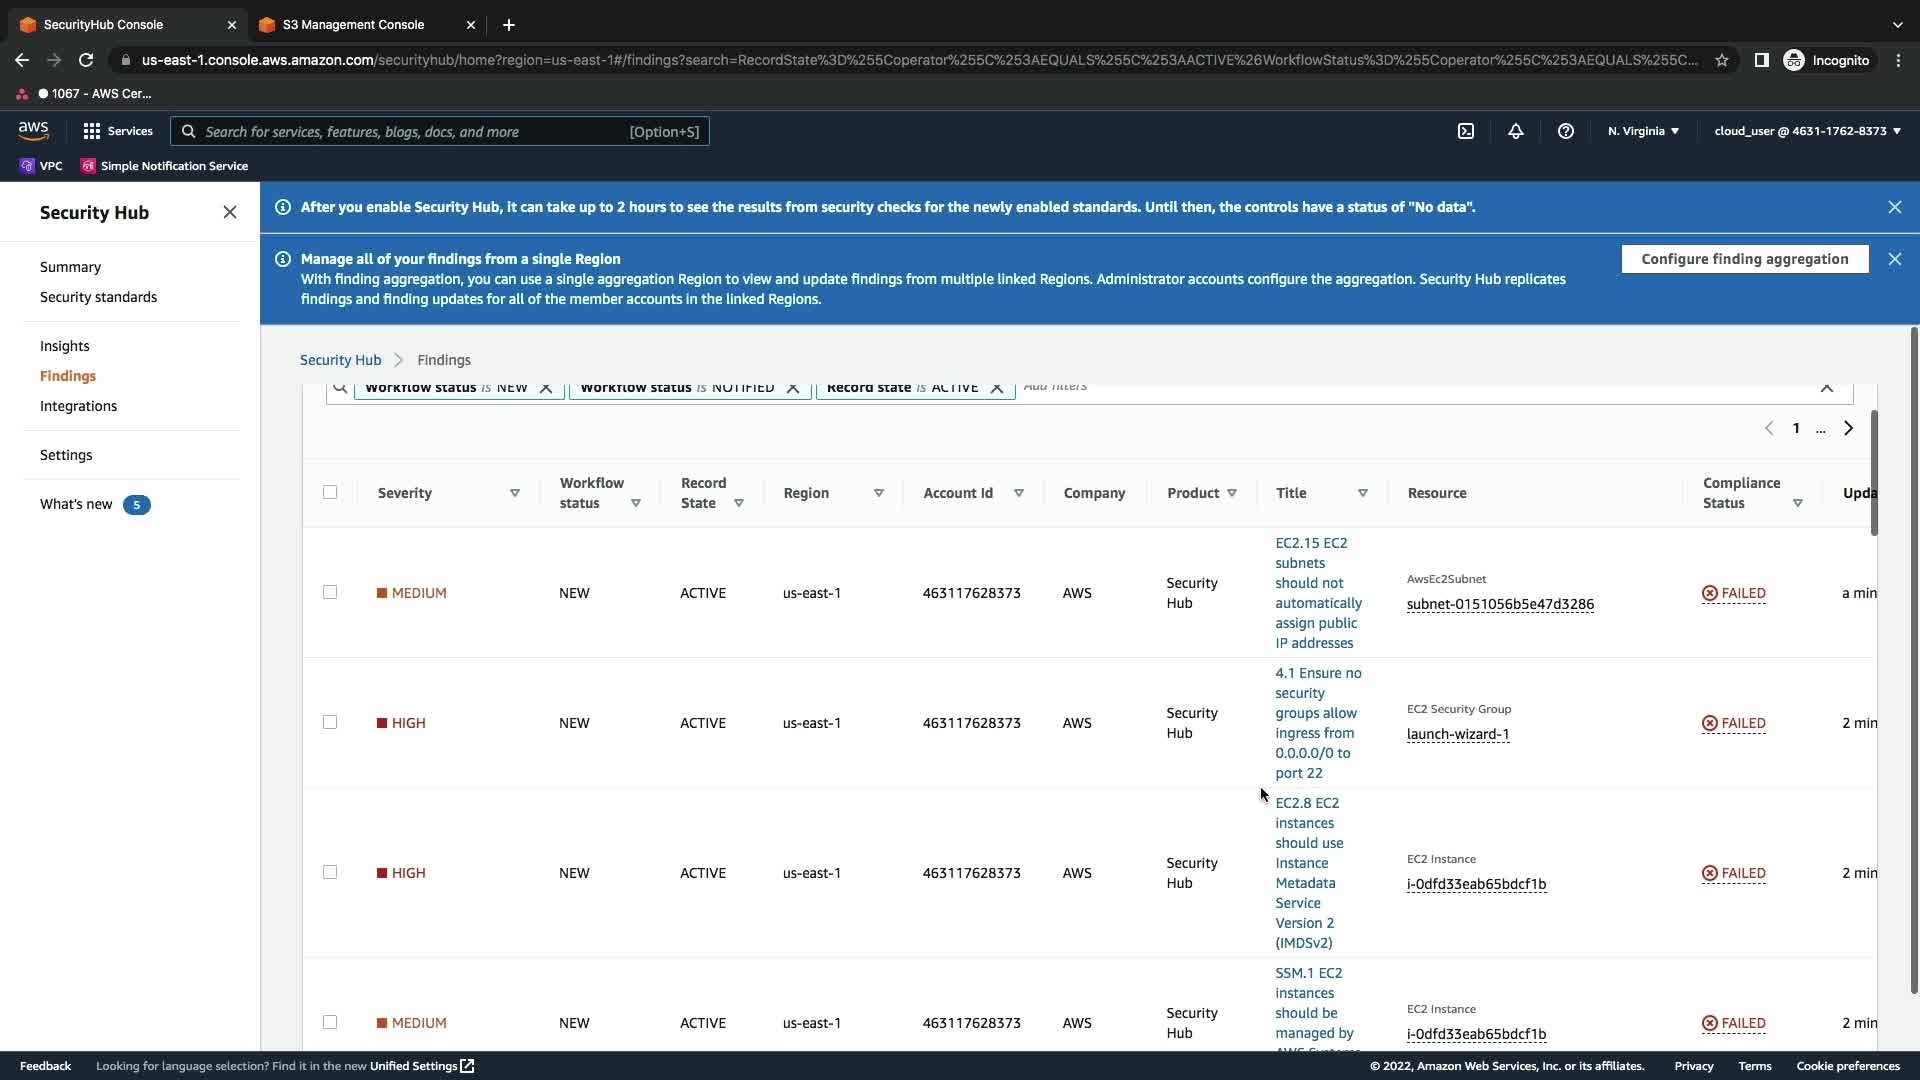 SecurityHub Console
S3 Management Console
us-east-1.console.aws.amazon.com/securityhub/home?region=us-east-1#/findings?search=RecordState%3D%255Coperator%255C%253AEQUALS%255C%253AACTIVE%26WorkflowStatus%3D%255Coperator%255C%253AEQUALS%255C...
Incognito
1067 - AWS Cer...
aws
Services
Search for services, features, blogs, docs, and more
[Option+S]
N. Virginia
cloud_user @ 4631-1762-8373
VPC
Simple Notification Service
Security Hub
Summary
Security standards
Insights
Findings
Integrations
Settings
What's new 5
After you enable Security Hub, it can take up to 2 hours to see the results from security checks for the newly enabled standards. Until then, the controls have a status of "No data".
Manage all of your findings from a single Region
With finding aggregation, you can use a single aggregation Region to view and update findings from multiple linked Regions. Administrator accounts configure the aggregation. Security Hub replicates
findings and finding updates for all of the member accounts in the linked Regions.
Configure finding aggregation
Security Hub > Findings
Workflow status is NEW
Workflow status is NOTIFIED
Record state is ACTIVE
Add filters
1 ...
Severity
Workflow
status
Record
State
Region
Account Id
Company
Product
Title
Resource
Compliance
Status
Upda
MEDIUM
NEW
ACTIVE
us-east-1
463117628373
AWS
Security
Hub
EC2.15 EC2
subnets
should not
automatically
assign public
IP addresses
AwsEc2Subnet
subnet-0151056b5e47d3286
FAILED
a min
HIGH
NEW
ACTIVE
us-east-1
463117628373
AWS
Security
Hub
4.1 Ensure no
security
groups allow
ingress from
0.0.0.0/0 to
port 22
EC2 Security Group
launch-wizard-1
FAILED
2 min
HIGH
NEW
ACTIVE
us-east-1
463117628373
AWS
Security
Hub
EC2.8 EC2
instances
should use
Instance
Metadata
Service
Version 2
(IMDSv2)
EC2 Instance
i-0dfd33eab65bdcf1b
FAILED
2 min
MEDIUM
NEW
ACTIVE
us-east-1
463117628373
AWS
Security
Hub
SSM.1 EC2
instances
should be
managed by
AWS Systems
EC2 Instance
i-0dfd33eab65bdcf1b
FAILED
2 min
Feedback
Looking for language selection? Find it in the new Unified Settings
© 2022, Amazon Web Services, Inc. or its affiliates.
Privacy
Terms
Cookie preferences